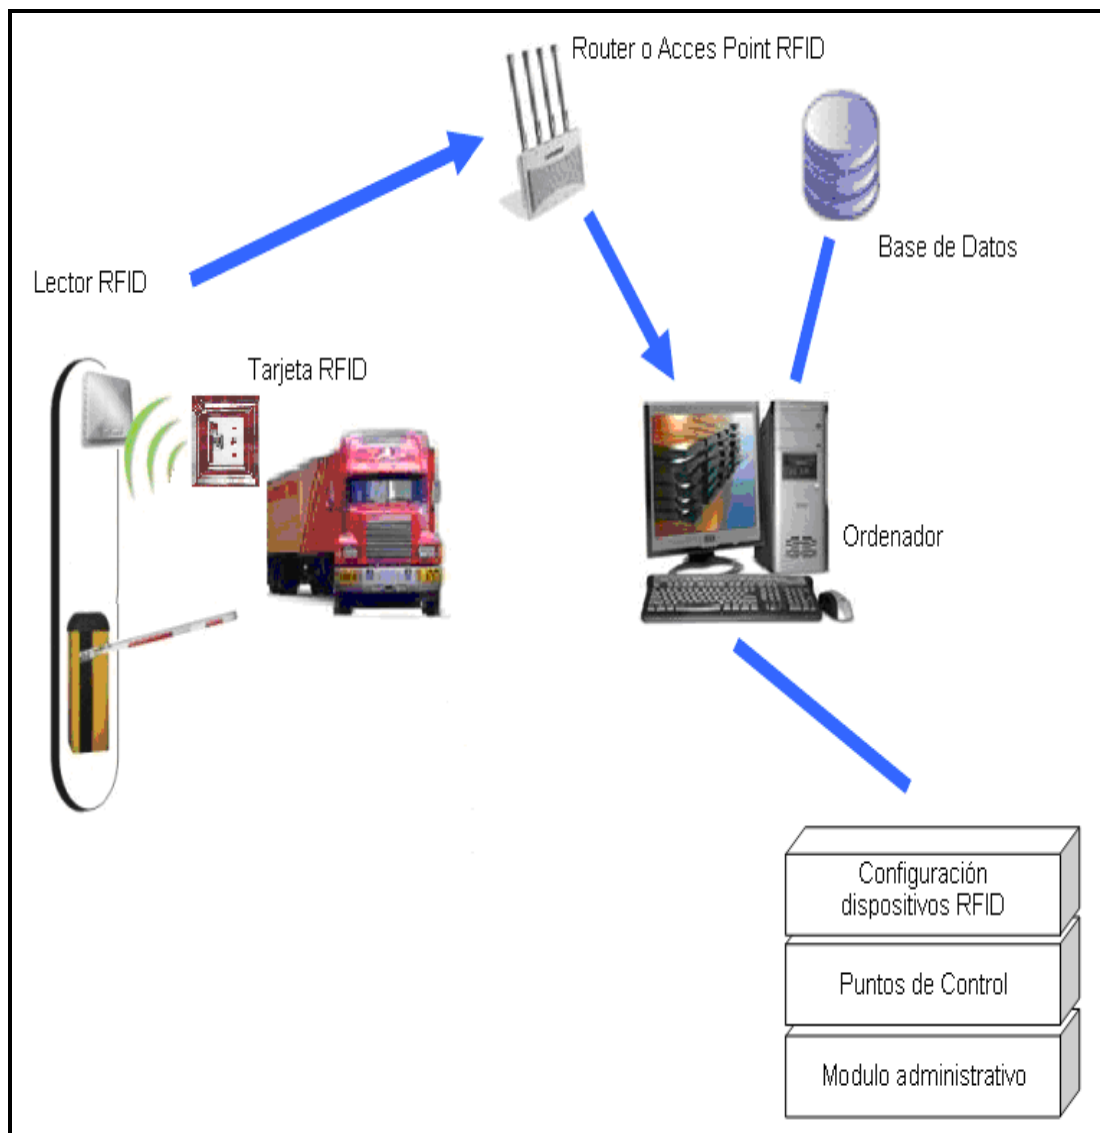 Router o Acces Point RFID
Base de Datos
Lector RFID
Tarjeta RFID
Ordenador
Configuración
dispositivos RFID
Puntos de Control
Modulo administrativo